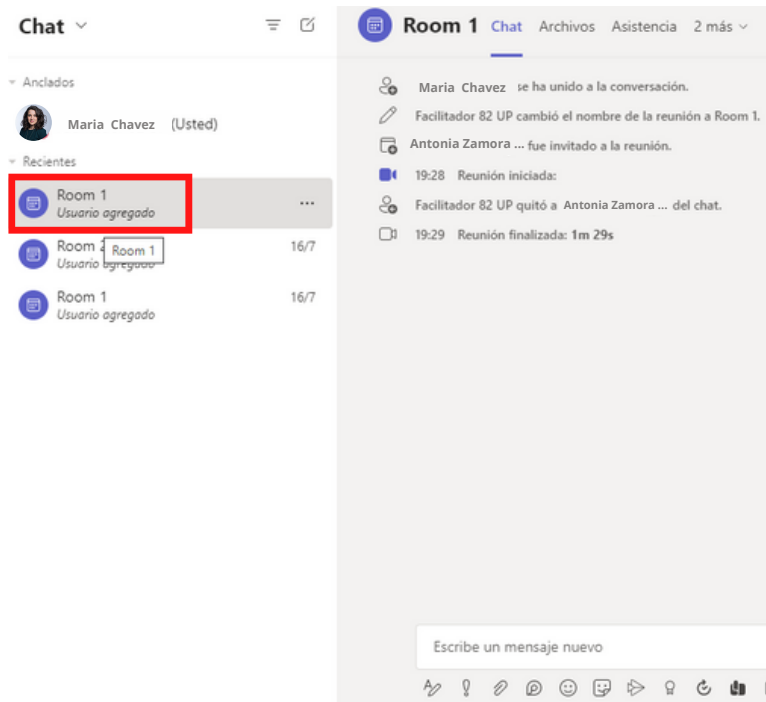 Chat
Room 1 Chat Archivos Asistencia 2 más
Anclados
Maria Chavez (Usted)
Recientes
Room 1
Usuario agregado
...
Room 2 16/7
Usuario agregado
Room 1
Room 1 16/7
Usuario agregado
Maria Chavez se ha unido a la conversación.
Facilitador 82 UP cambió el nombre de la reunión a Room 1.
Antonia Zamora ... fue invitado a la reunión.
19:28 Reunión iniciada:
Facilitador 82 UP quitó a Antonia Zamora ... del chat.
19:29 Reunión finalizada: 1m 29s
Escribe un mensaje nuevo